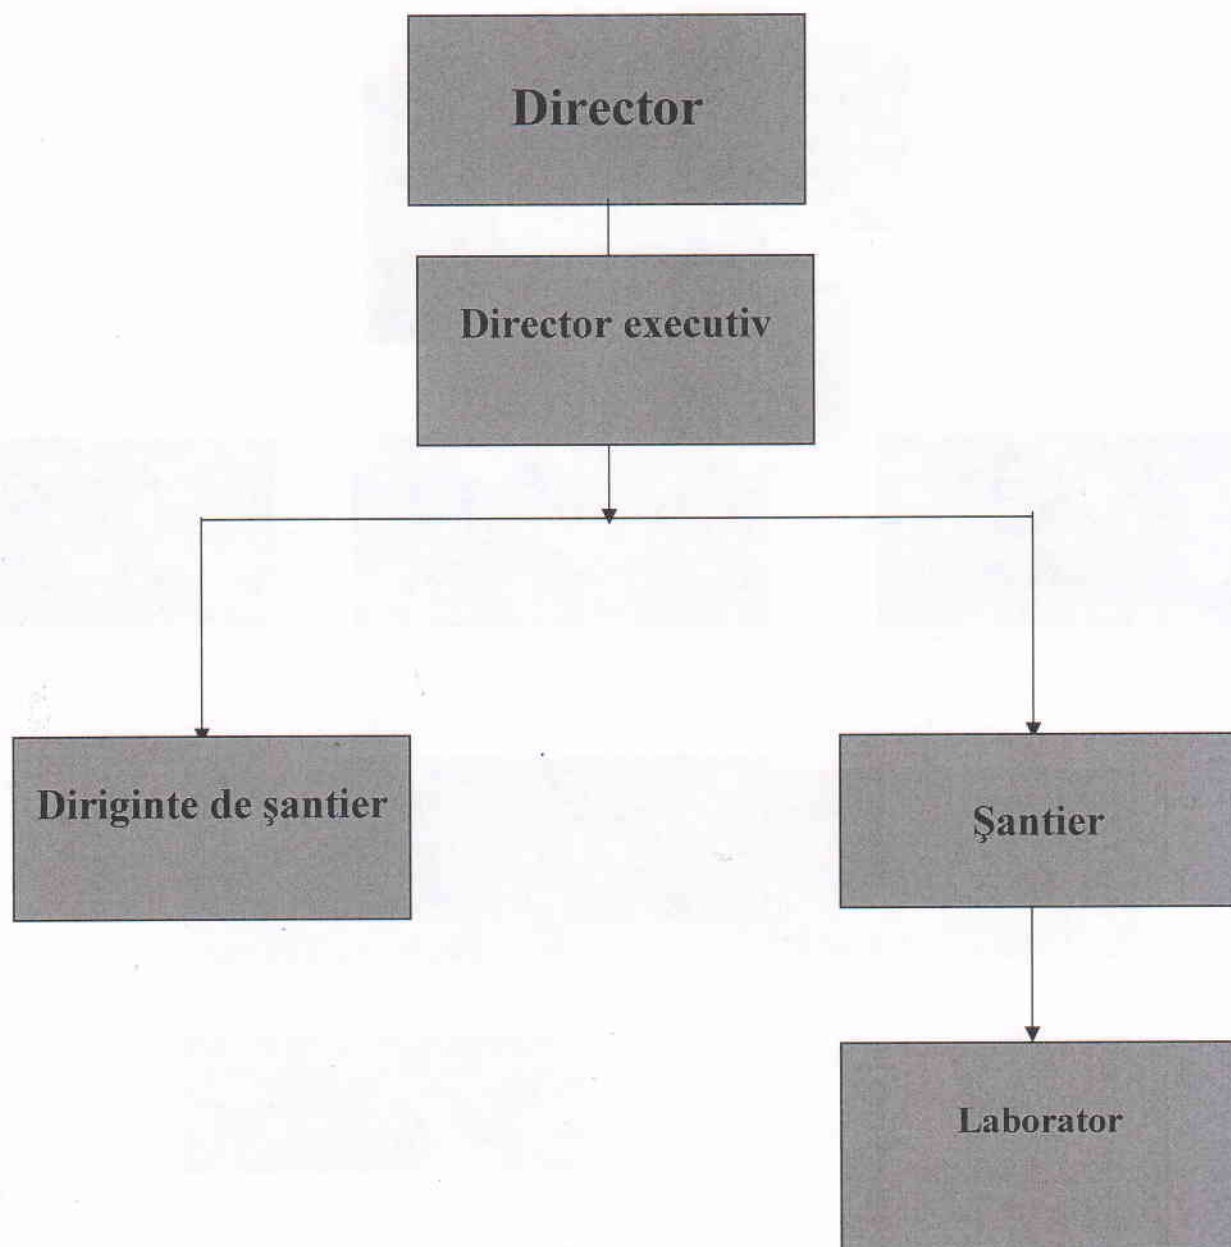 Director
Director executiv
Diriginte de şantier
Şantier
Laborator